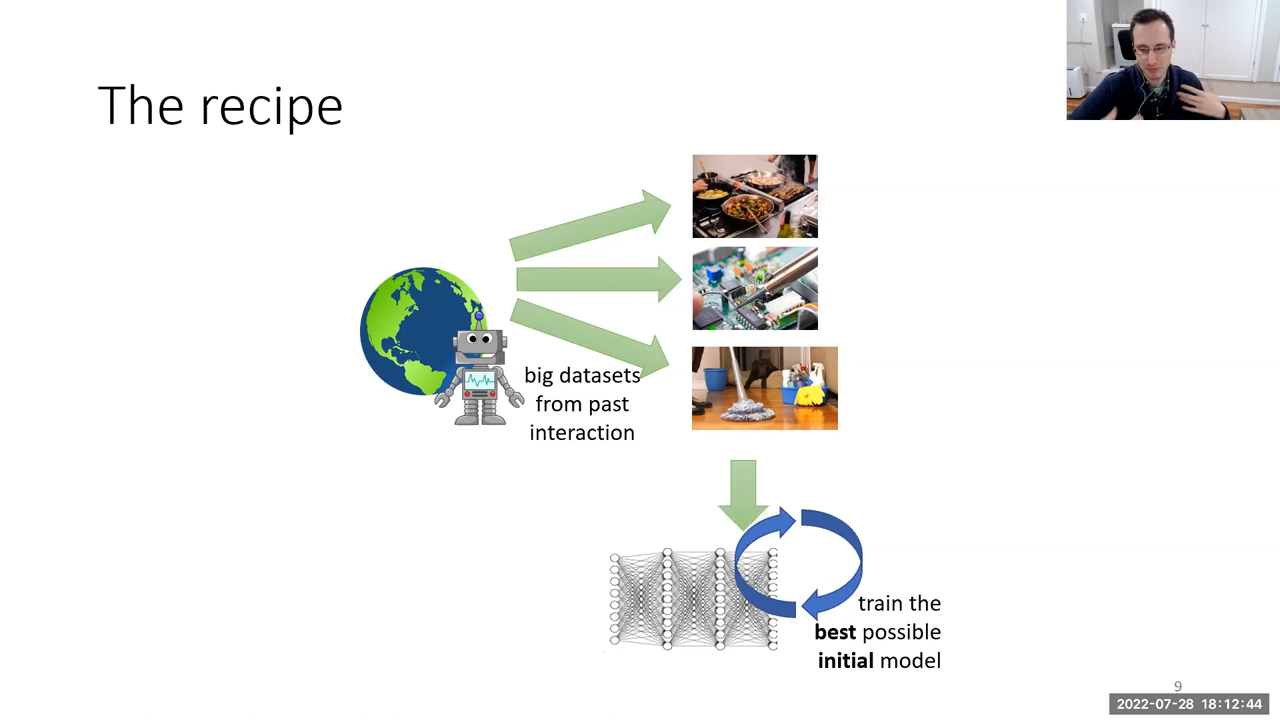 The recipe
big datasets
from past
interaction
train the
best possible
initial model
9
2022-07-28 18:12:44